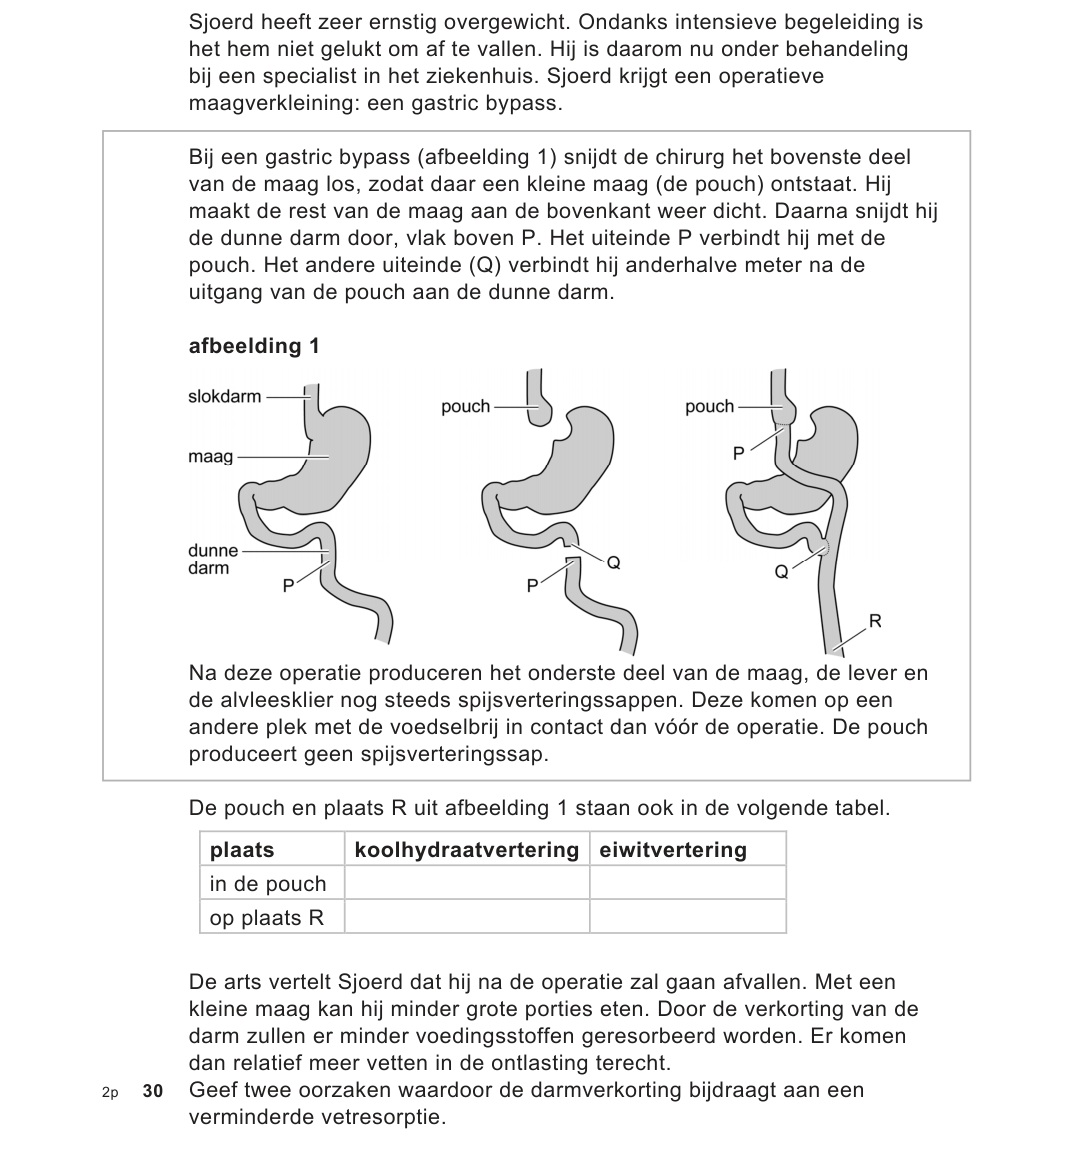 Sjoerd heeft zeer ernstig overgewicht. Ondanks intensieve begeleiding is
het hem niet gelukt om af te vallen. Hij is daarom nu onder behandeling
bij een specialist in het ziekenhuis. Sjoerd krijgt een operatieve
maagverkleining: een gastric bypass.
Bij een gastric bypass (afbeelding 1) snijdt de chirurg het bovenste deel
van de maag los, zodat daar een kleine maag (de pouch) ontstaat. Hij
maakt de rest van de maag aan de bovenkant weer dicht. Daarna snijdt hij
de dunne darm door, vlak boven P. Het uiteinde P verbindt hij met de
pouch. Het andere uiteinde (Q) verbindt hij anderhalve meter na de
uitgang van de pouch aan de dunne darm.
afbeelding 1
slokdarm
maag
dunne
darm
P
pouch
Q
P
pouch
P
Q
R
Na deze operatie produceren het onderste deel van de maag, de lever en
de alvleesklier nog steeds spijsverteringssappen. Deze komen op een
andere plek met de voedselbrij in contact dan vóór de operatie. De pouch
produceert geen spijsverteringssap.
De pouch en plaats R uit afbeelding 1 staan ook in de volgende tabel.
plaats koolhydraatvertering eiwitvertering
in de pouch
op plaats R
De arts vertelt Sjoerd dat hij na de operatie zal gaan afvallen. Met een
kleine maag kan hij minder grote porties eten. Door de verkorting van de
darm zullen er minder voedingsstoffen geresorbeerd worden. Er komen
dan relatief meer vetten in de ontlasting terecht.
2p 30 Geef twee oorzaken waardoor de darmverkorting bijdraagt aan een
verminderde vetresorptie.